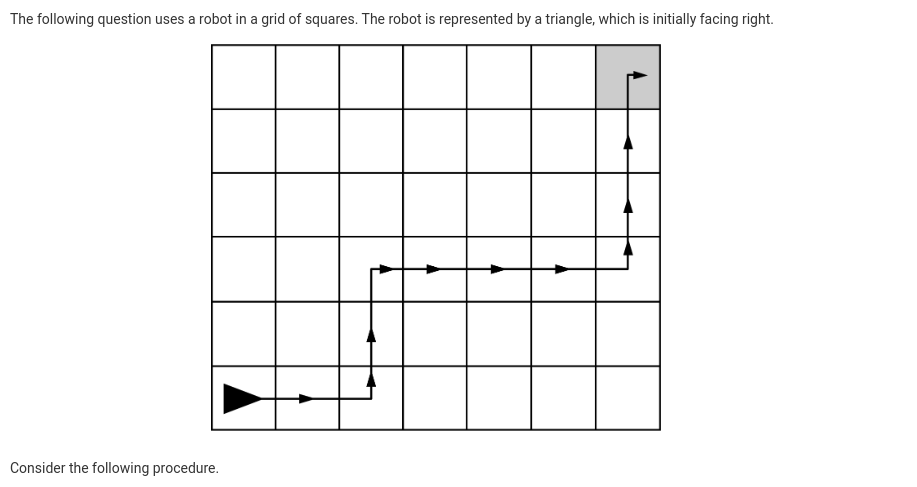 The following question uses a robot in a grid of squares. The robot is represented by a triangle, which is initially facing right.
Consider the following procedure.